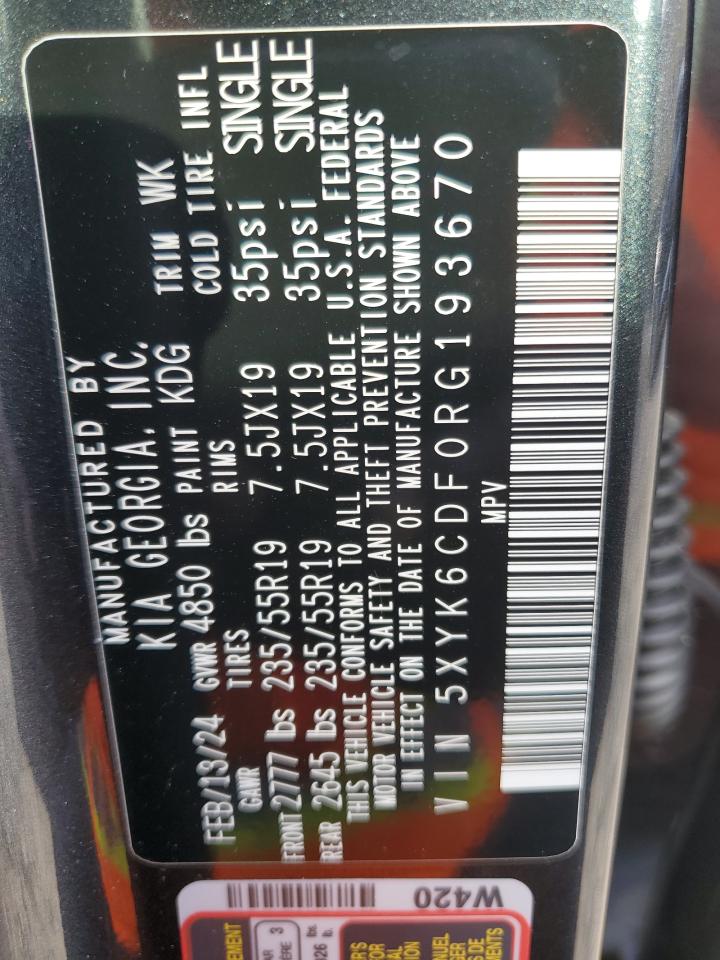 MANUFACTURED BY
KIA GEORGIA, INC.
FEB/13/24 GVWR 4850 lbs PAINT KDG TRIM WK
GAWR TIRES RIMS COLD TIRE INFL
FRONT 2777 lbs 235/55R19 7.5JX19 35psi SINGLE
REAR 2645 lbs 235/55R19 7.5JX19 35psi SINGLE
THIS VEHICLE CONFORMS TO ALL APPLICABLE U.S.A. FEDERAL
MOTOR VEHICLE SAFETY AND THEFT PREVENTION STANDARDS
IN EFFECT ON THE DATE OF MANUFACTURE SHOWN ABOVE
VIN 5XYK6CDF0RG193670
MPV
W420